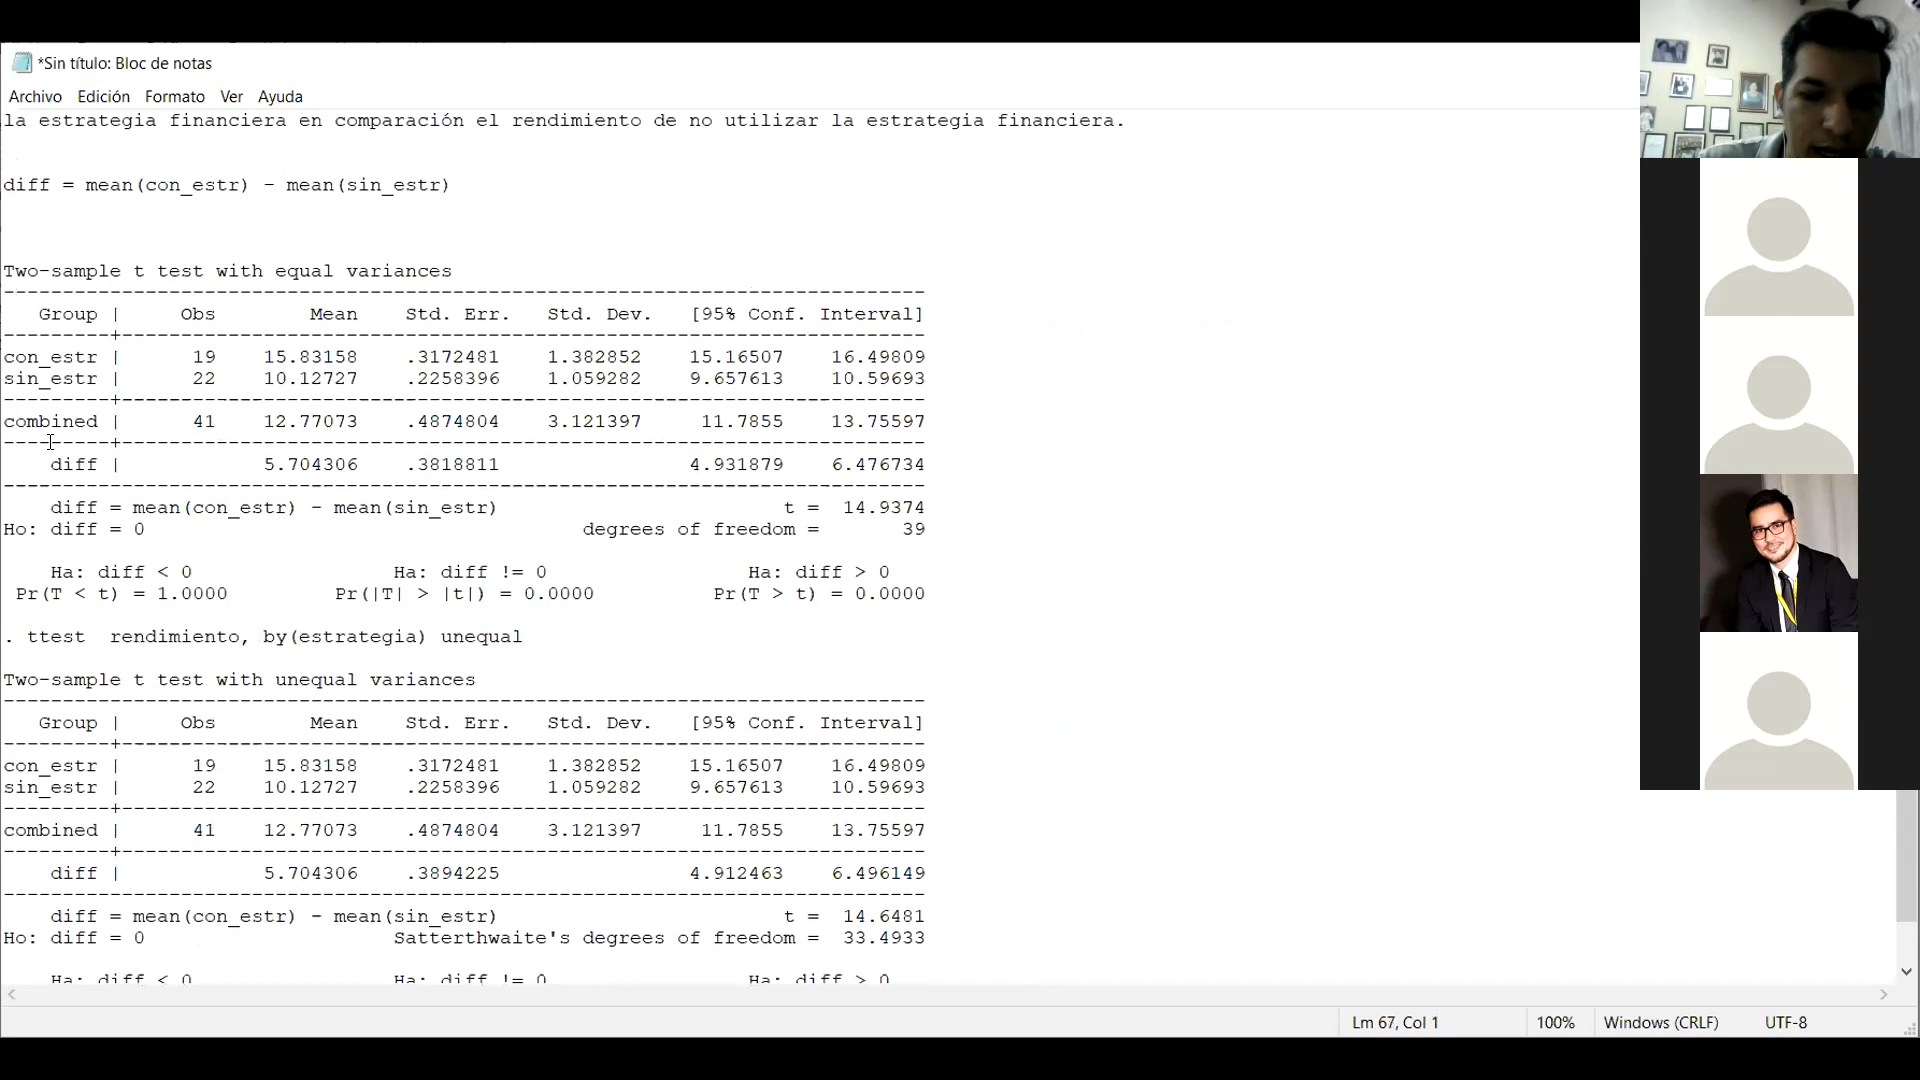 *Sin título: Bloc de notas
Archivo Edición Formato Ver Ayuda
la estrategia financiera en comparación el rendimiento de no utilizar la estrategia financiera.
diff = mean(con_estr) - mean(sin_estr)
Two-sample t test with equal variances
------------------------------------------------------------------------------
Group | Obs Mean Std. Err. Std. Dev. [95% Conf. Interval]
---------+--------------------------------------------------------------------
con_estr | 19 15.83158 .3172481 1.382852 15.16507 16.49809
sin_estr | 22 10.12727 .2258396 1.059282 9.657613 10.59693
---------+--------------------------------------------------------------------
combined | 41 12.77073 .4874804 3.121397 11.7855 13.75597
---------+--------------------------------------------------------------------
diff | 5.704306 .3818811 4.931879 6.476734
------------------------------------------------------------------------------
diff = mean(con_estr) - mean(sin_estr) t = 14.9374
Ho: diff = 0 degrees of freedom = 39
Ha: diff < 0 Ha: diff != 0 Ha: diff > 0
Pr(T < t) = 1.0000 Pr(|T| > |t|) = 0.0000 Pr(T > t) = 0.0000
. ttest rendimiento, by(estrategia) unequal
Two-sample t test with unequal variances
------------------------------------------------------------------------------
Group | Obs Mean Std. Err. Std. Dev. [95% Conf. Interval]
---------+--------------------------------------------------------------------
con_estr | 19 15.83158 .3172481 1.382852 15.16507 16.49809
sin_estr | 22 10.12727 .2258396 1.059282 9.657613 10.59693
---------+--------------------------------------------------------------------
combined | 41 12.77073 .4874804 3.121397 11.7855 13.75597
---------+--------------------------------------------------------------------
diff | 5.704306 .3894225 4.912463 6.496149
------------------------------------------------------------------------------
diff = mean(con_estr) - mean(sin_estr) t = 14.6481
Ho: diff = 0 Satterthwaite's degrees of freedom = 33.4933
Ha: diff < 0 Ha: diff != 0 Ha: diff > 0
Lm 67, Col 1 100% Windows (CRLF) UTF-8